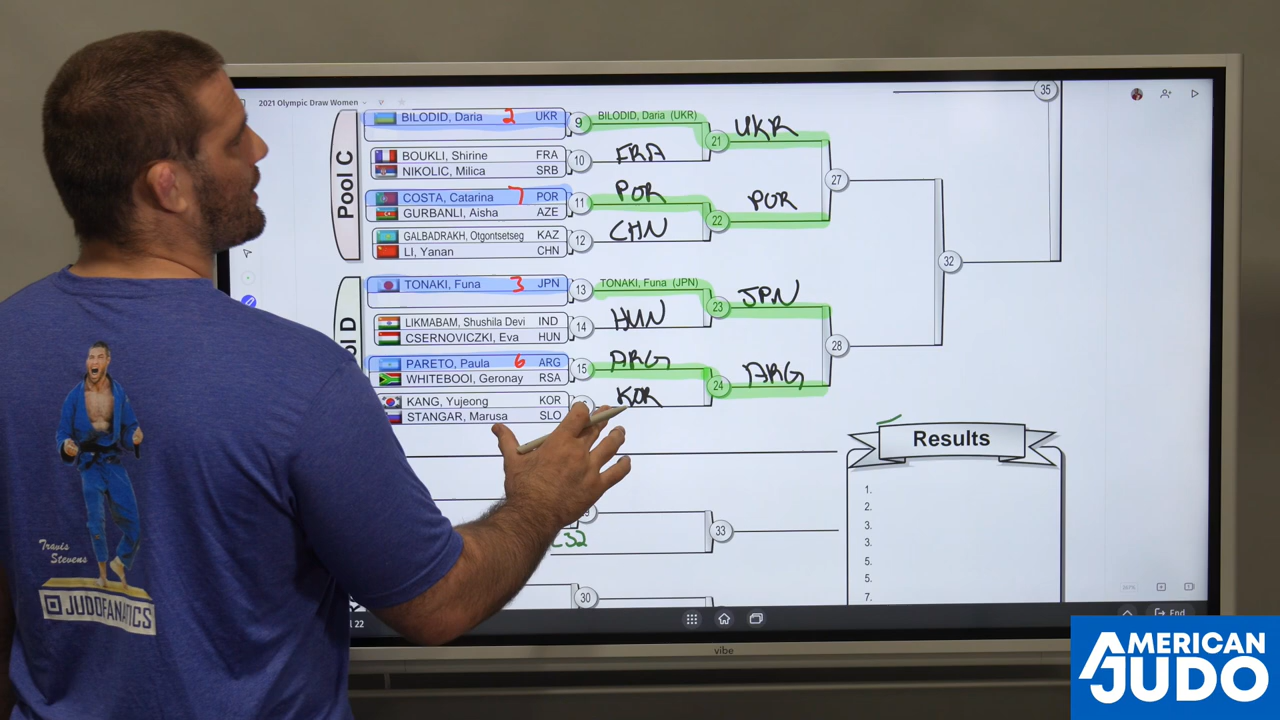 2021 Olympic Draw Women
35
Pool C
BILODID, Daria 2 UKR
9
BILODID, Daria (UKR)
21
UKR
BOUKLI, Shirine FRA
NIKOLIC, Milica SRB
10
FRA
27
COSTA, Catarina 7 POR
GURBANLI, Aisha AZE
11
POR
22
POR
GALBADRAKH, Otgontsetseg KAZ
LI, Yanan CHN
12
CHN
32
ol D
TONAKI, Funa 3 JPN
13
TONAKI, Funa (JPN)
23
JPN
LIKMABAM, Shushila Devi IND
CSERNOVICZKI, Eva HUN
14
HUN
28
PARETO, Paula 6 ARG
WHITEBOOI, Geronay RSA
15
ARG
24
ARG
KANG, Yujeong KOR
STANGAR, Marusa SLO
KOR
Results
1.
2.
3.
3.
5.
5.
7.
33
32
30
22
End
vibe
Travis
Stevens
JUDOFANATICS
AMERICAN
JUDO